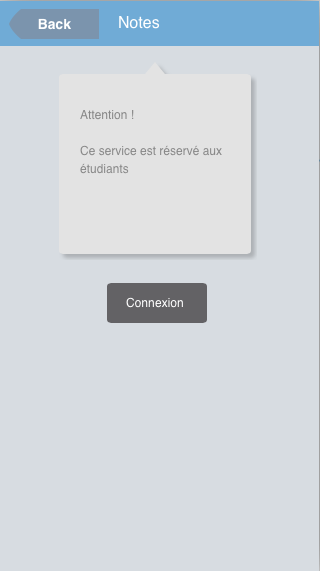 Back
Notes
Attention !
Ce service est réservé aux
étudiants
Connexion